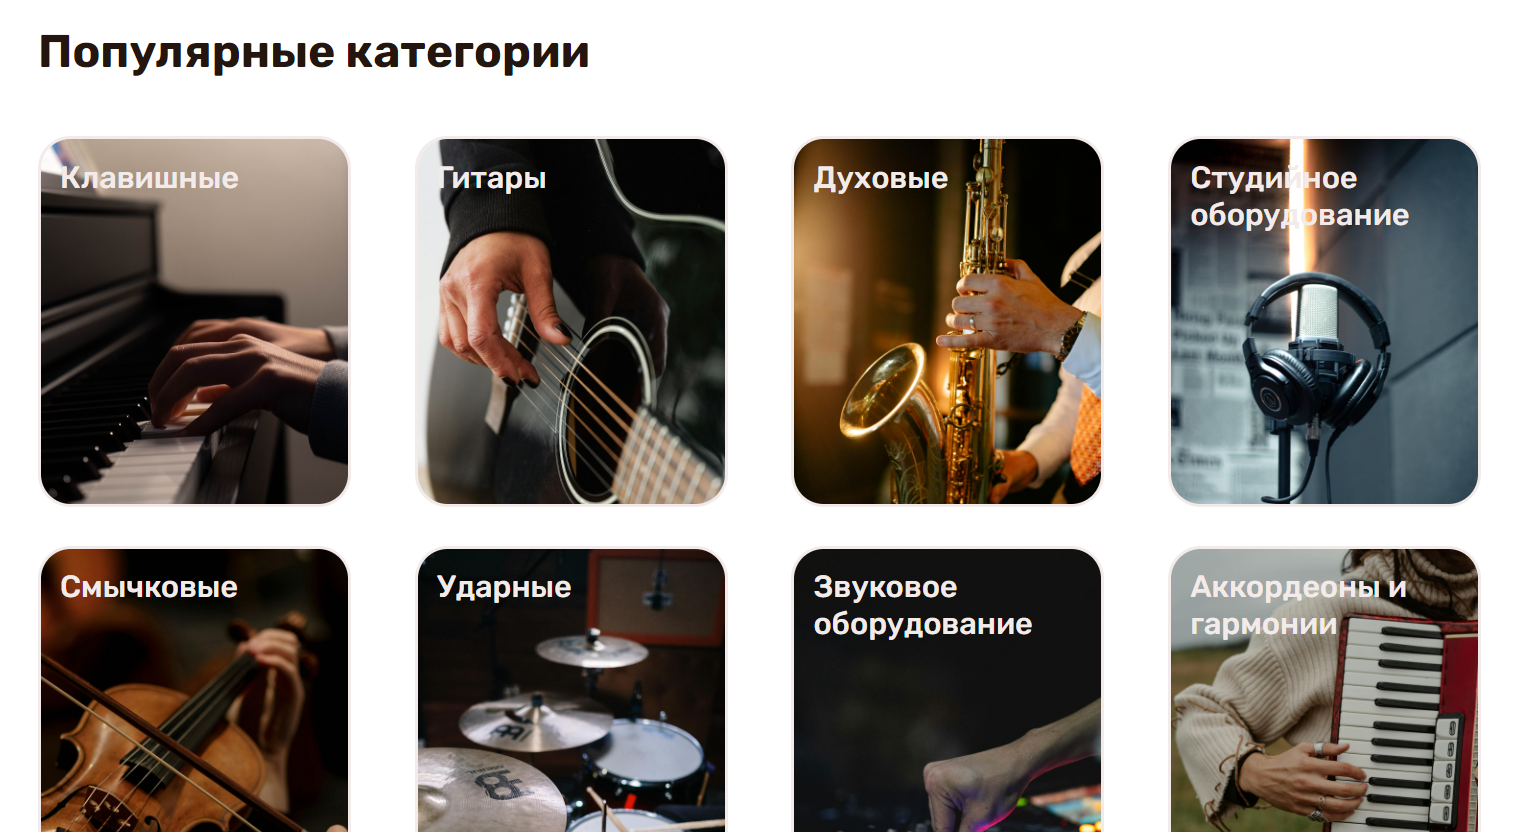 Популярные категории
Клавишные
Гитары
Духовые
Студийное
оборудование
Смычковые
Ударные
Звуковое
оборудование
Аккордеоны и
гармонии